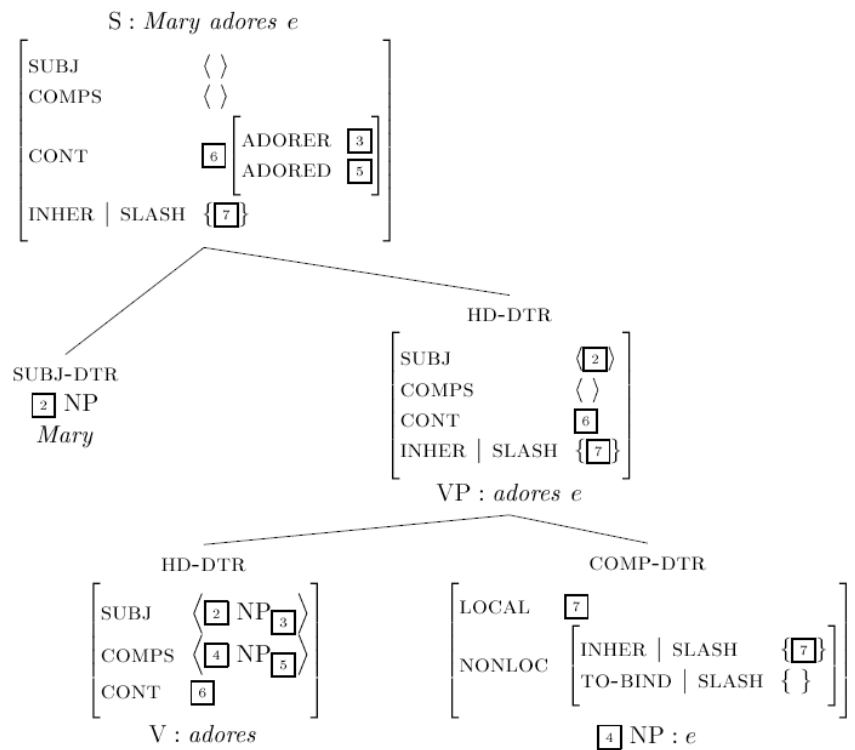 S : Mary adores e
SUBJ ⟨ ⟩
COMPS ⟨ ⟩
CONT 6 [ADORER 3
ADORED 5]
INHER | SLASH {7}
SUBJ-DTR
2 NP
Mary
HD-DTR
SUBJ ⟨2⟩
COMPS ⟨ ⟩
CONT 6
INHER | SLASH {7}
VP : adores e
HD-DTR
SUBJ ⟨2 NP3⟩
COMPS ⟨4 NP5⟩
CONT 6
V : adores
COMP-DTR
LOCAL 7
NONLOC [INHER | SLASH {7}
TO-BIND | SLASH { }]
4 NP : e